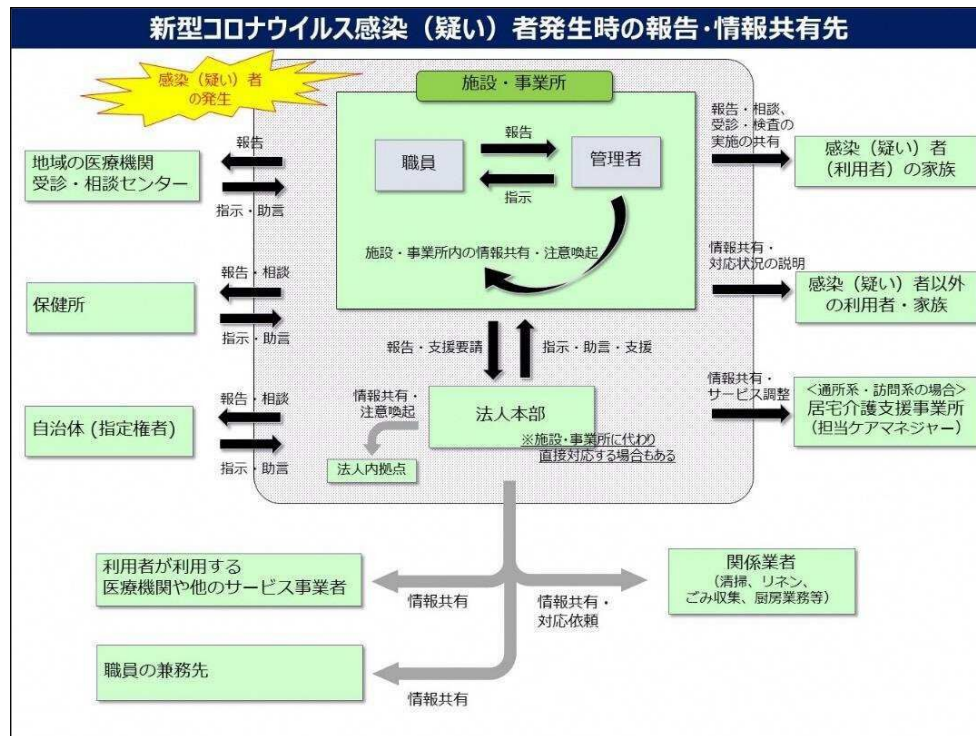 新型コロナウイルス感染（疑い）者発生時の報告･情報共有先
感染（疑い）者
の発生
施設・事業所
職員
報告
指示
管理者
施設・事業所内の情報共有・注意喚起
報告
地域の医療機関
受診・相談センター
指示・助言
報告・相談
保健所
指示・助言
報告・相談
自治体 (指定権者)
指示・助言
報告・相談、
受診・検査の
実施の共有
感染（疑い）者
（利用者）の家族
情報共有・
対応状況の説明
感染（疑い）者以外
の利用者・家族
情報共有・
サービス調整
＜通所系・訪問系の場合＞
居宅介護支援事業所
（担当ケアマネジャー）
報告・支援要請
指示・助言・支援
法人本部
※施設･事業所に代わり
直接対応する場合もある
情報共有・
注意喚起
法人内拠点
利用者が利用する
医療機関や他のサービス事業者
情報共有
情報共有・
対応依頼
関係業者
（清掃、リネン、
ごみ収集、厨房業務等）
職員の兼務先
情報共有